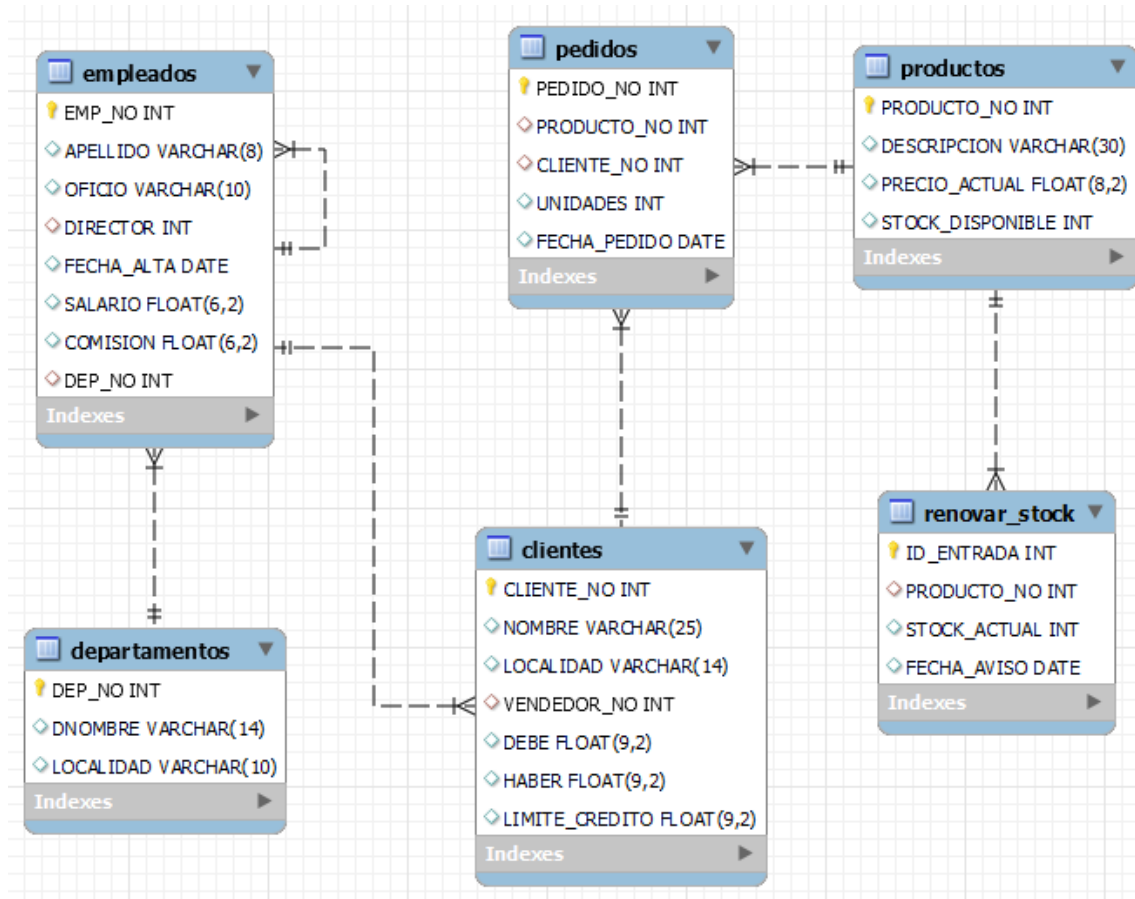 empleados
EMP_NO INT
APELLIDO VARCHAR(8)
OFICIO VARCHAR(10)
DIRECTOR INT
FECHA_ALTA DATE
SALARIO FLOAT(6,2)
COMISION FLOAT(6,2)
DEP_NO INT
Indexes
pedidos
PEDIDO_NO INT
PRODUCTO_NO INT
CLIENTE_NO INT
UNIDADES INT
FECHA_PEDIDO DATE
Indexes
productos
PRODUCTO_NO INT
DESCRIPCION VARCHAR(30)
PRECIO_ACTUAL FLOAT(8,2)
STOCK_DISPONIBLE INT
Indexes
departamentos
DEP_NO INT
DNOMBRE VARCHAR(14)
LOCALIDAD VARCHAR(10)
Indexes
clientes
CLIENTE_NO INT
NOMBRE VARCHAR(25)
LOCALIDAD VARCHAR(14)
VENDEDOR_NO INT
DEBE FLOAT(9,2)
HABER FLOAT(9,2)
LIMITE_CREDITO FLOAT(9,2)
Indexes
renovar_stock
ID_ENTRADA INT
PRODUCTO_NO INT
STOCK_ACTUAL INT
FECHA_AVISO DATE
Indexes